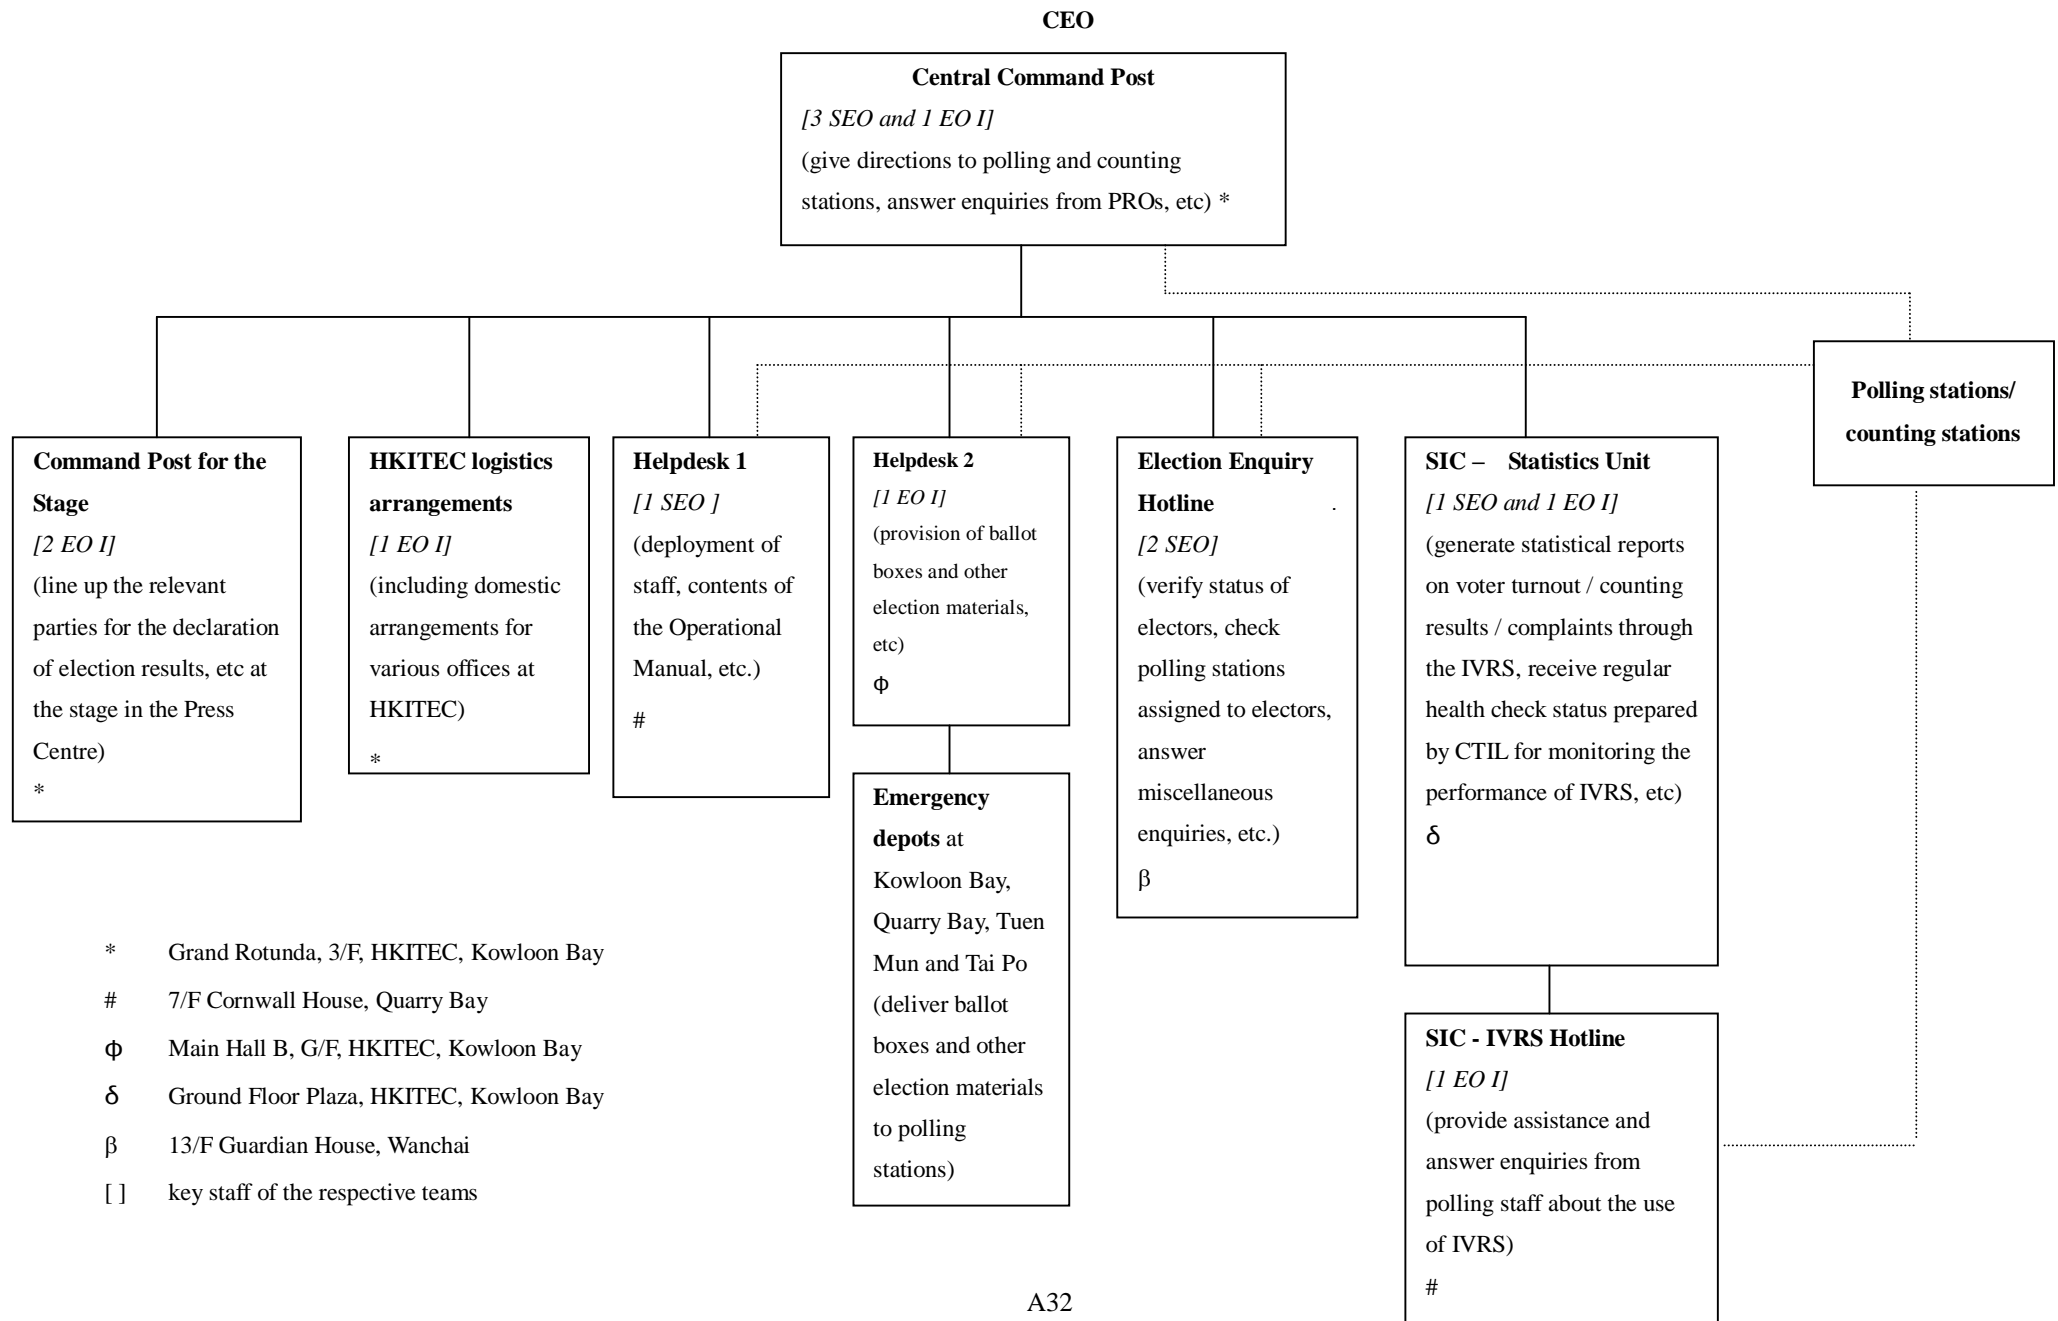 CEO
Central Command Post
[3 SEO and 1 EO I]
(give directions to polling and counting
stations, answer enquiries from PROs, etc) *
Polling stations/
counting stations
Command Post for the
Stage
[2 EO I]
(line up the relevant
parties for the declaration
of election results, etc at
the stage in the Press
Centre)
*
HKITEC logistics
arrangements
[1 EO I]
(including domestic
arrangements for
various offices at
HKITEC)
*
Helpdesk 1
[1 SEO ]
(deployment of
staff, contents of
the Operational
Manual, etc.)
#
Helpdesk 2
[1 EO I]
(provision of ballot
boxes and other
election materials,
etc)
ϕ
Emergency
depots at
Kowloon Bay,
Quarry Bay, Tuen
Mun and Tai Po
(deliver ballot
boxes and other
election materials
to polling
stations)
Election Enquiry
Hotline .
[2 SEO]
(verify status of
electors, check
polling stations
assigned to electors,
answer
miscellaneous
enquiries, etc.)
β
SIC – Statistics Unit
[1 SEO and 1 EO I]
(generate statistical reports
on voter turnout / counting
results / complaints through
the IVRS, receive regular
health check status prepared
by CTIL for monitoring the
performance of IVRS, etc)
δ
SIC - IVRS Hotline
[1 EO I]
(provide assistance and
answer enquiries from
polling staff about the use
of IVRS)
#
* Grand Rotunda, 3/F, HKITEC, Kowloon Bay
# 7/F Cornwall House, Quarry Bay
ϕ Main Hall B, G/F, HKITEC, Kowloon Bay
δ Ground Floor Plaza, HKITEC, Kowloon Bay
β 13/F Guardian House, Wanchai
[ ] key staff of the respective teams
A32